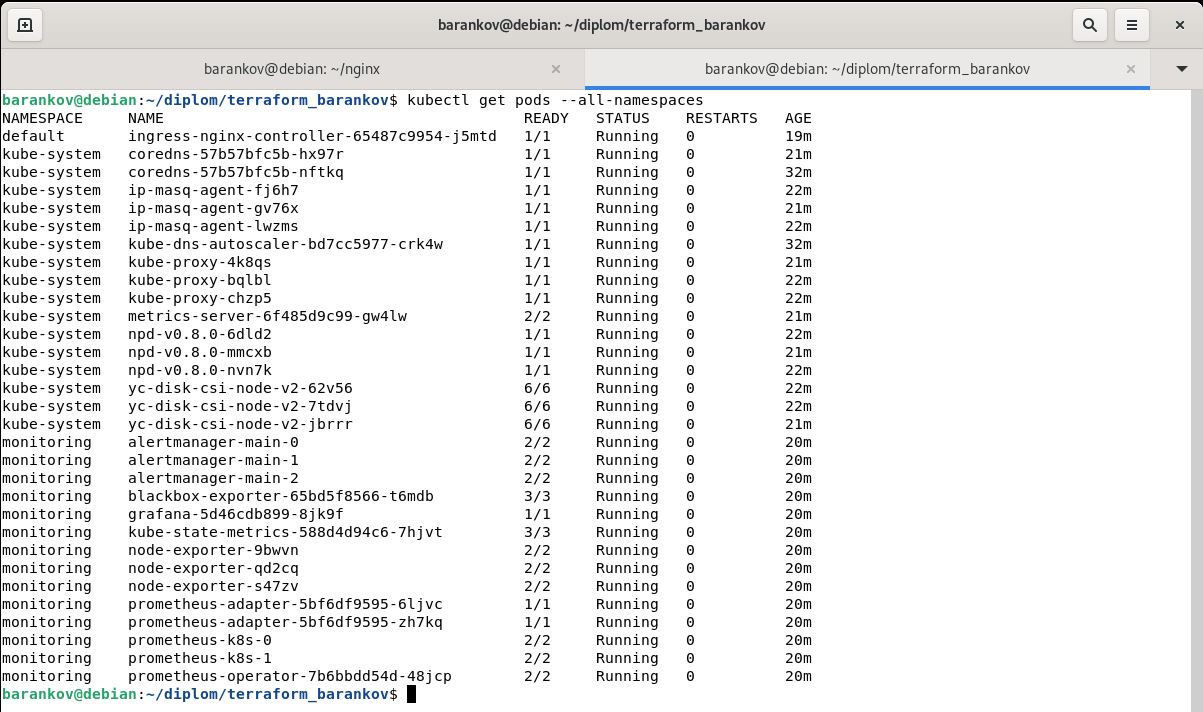 barankov@debian: ~/diplom/terraform_barankov
barankov@debian: ~/nginx
barankov@debian: ~/diplom/terraform_barankov
barankov@debian:~/diplom/terraform_barankov$ kubectl get pods --all-namespaces
NAMESPACE     NAME                                        READY   STATUS    RESTARTS   AGE
default       ingress-nginx-controller-65487c9954-j5mtd   1/1     Running   0          19m
kube-system   coredns-57b57bfc5b-hx97r                    1/1     Running   0          21m
kube-system   coredns-57b57bfc5b-nftkq                    1/1     Running   0          32m
kube-system   ip-masq-agent-fj6h7                         1/1     Running   0          22m
kube-system   ip-masq-agent-gv76x                         1/1     Running   0          21m
kube-system   ip-masq-agent-lwzms                         1/1     Running   0          22m
kube-system   kube-dns-autoscaler-bd7cc5977-crk4w         1/1     Running   0          32m
kube-system   kube-proxy-4k8qs                            1/1     Running   0          21m
kube-system   kube-proxy-bqlbl                            1/1     Running   0          22m
kube-system   kube-proxy-chzp5                            1/1     Running   0          22m
kube-system   metrics-server-6f485d9c99-gw4lw             2/2     Running   0          21m
kube-system   npd-v0.8.0-6dld2                            1/1     Running   0          22m
kube-system   npd-v0.8.0-mmcxb                            1/1     Running   0          21m
kube-system   npd-v0.8.0-nvn7k                            1/1     Running   0          22m
kube-system   yc-disk-csi-node-v2-62v56                   6/6     Running   0          22m
kube-system   yc-disk-csi-node-v2-7tdvj                   6/6     Running   0          22m
kube-system   yc-disk-csi-node-v2-jbrrr                   6/6     Running   0          21m
monitoring    alertmanager-main-0                         2/2     Running   0          20m
monitoring    alertmanager-main-1                         2/2     Running   0          20m
monitoring    alertmanager-main-2                         2/2     Running   0          20m
monitoring    blackbox-exporter-65bd5f8566-t6mdb          3/3     Running   0          20m
monitoring    grafana-5d46cdb899-8jk9f                    1/1     Running   0          20m
monitoring    kube-state-metrics-588d4d94c6-7hjvt         3/3     Running   0          20m
monitoring    node-exporter-9bwvn                         2/2     Running   0          20m
monitoring    node-exporter-qd2cq                         2/2     Running   0          20m
monitoring    node-exporter-s47zv                         2/2     Running   0          20m
monitoring    prometheus-adapter-5bf6df9595-6ljvc         1/1     Running   0          20m
monitoring    prometheus-adapter-5bf6df9595-zh7kq         1/1     Running   0          20m
monitoring    prometheus-k8s-0                            2/2     Running   0          20m
monitoring    prometheus-k8s-1                            2/2     Running   0          20m
monitoring    prometheus-operator-7b6bbdd54d-48jcp        2/2     Running   0          20m
barankov@debian:~/diplom/terraform_barankov$